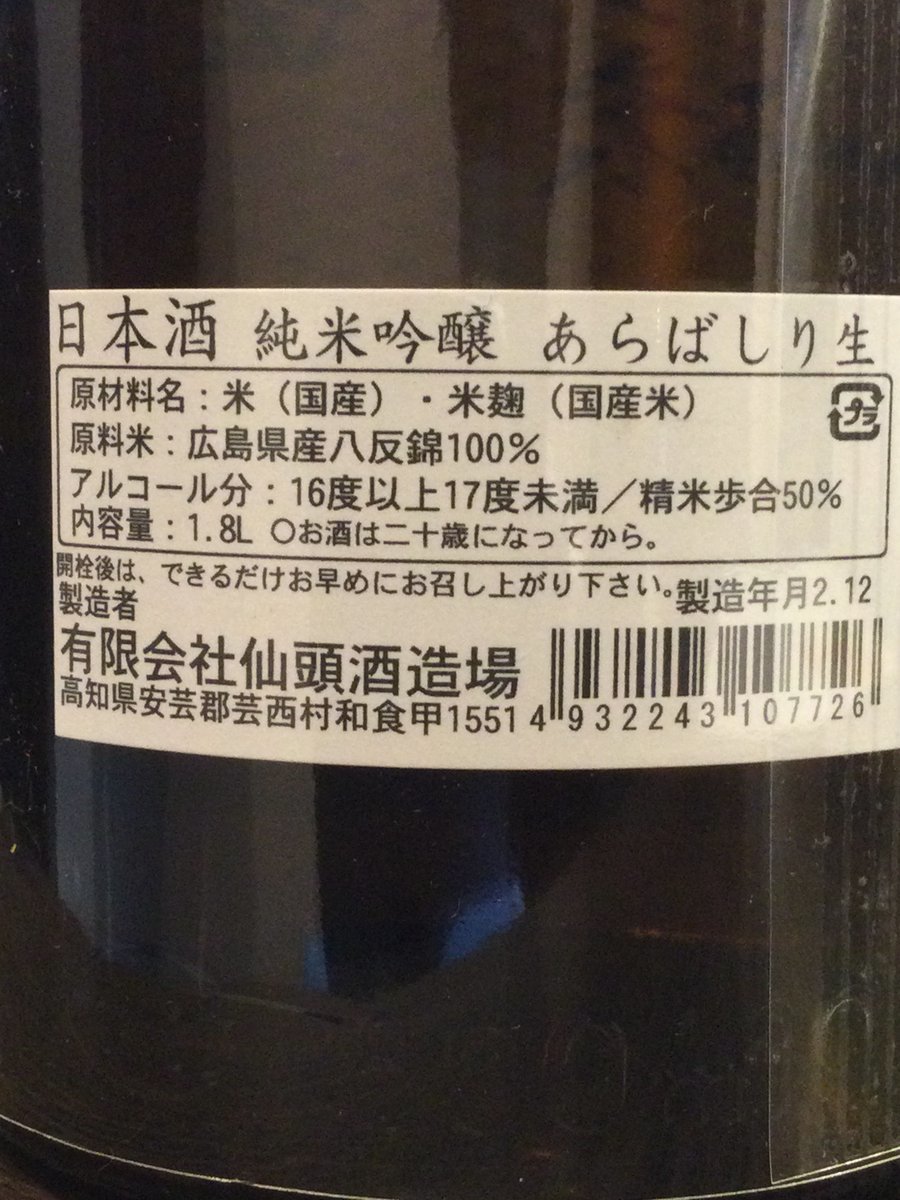 日本酒 純米吟醸 あらばしり生
原材料名：米（国産）・米麹（国産米）
プラ
原料米：広島県産八反錦100%
アルコール分：16度以上17度未満／精米歩合50%
内容量：1.8L ○お酒は二十歳になってから。
開栓後は、できるだけお早めにお召し上がり下さい。
製造年月2.12
製造者
有限会社仙頭酒造場
高知県安芸郡芸西村和食甲1551
4 932243 107726